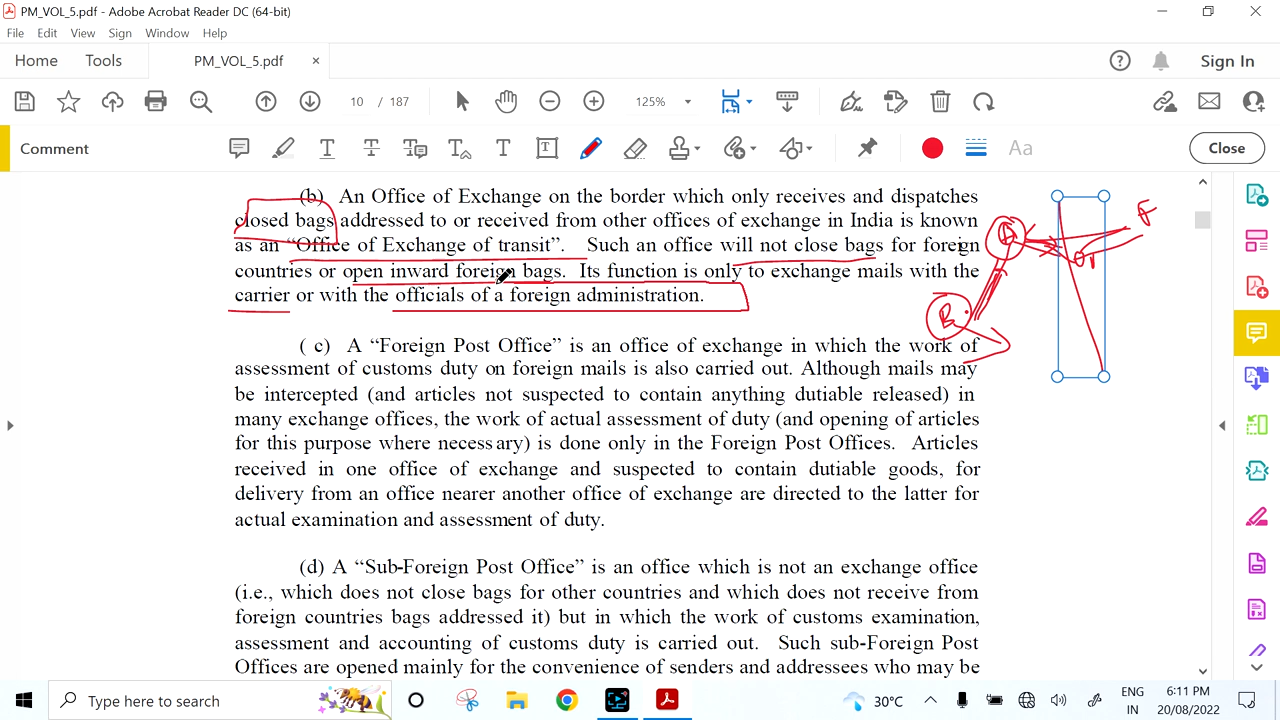 PM_VOL_5.pdf - Adobe Acrobat Reader DC (64-bit)
File Edit View Sign Window Help
Home Tools PM_VOL_5.pdf × Sign In
10 / 187 125%
Comment Aa Close
(b) An Office of Exchange on the border which only receives and dispatches
closed bags addressed to or received from other offices of exchange in India is known
as an “Office of Exchange of transit”. Such an office will not close bags for foreign
countries or open inward foreign bags. Its function is only to exchange mails with the
carrier or with the officials of a foreign administration.
( c) A “Foreign Post Office” is an office of exchange in which the work of
assessment of customs duty on foreign mails is also carried out. Although mails may
be intercepted (and articles not suspected to contain anything dutiable released) in
many exchange offices, the work of actual assessment of duty (and opening of articles
for this purpose where necess ary) is done only in the Foreign Post Offices. Articles
received in one office of exchange and suspected to contain dutiable goods, for
delivery from an office nearer another office of exchange are directed to the latter for
actual examination and assessment of duty.
(d) A “Sub-Foreign Post Office” is an office which is not an exchange office
(i.e., which does not close bags for other countries and which does not receive from
foreign countries bags addressed it) but in which the work of customs examination,
assessment and accounting of customs duty is carried out. Such sub-Foreign Post
Offices are opened mainly for the convenience of senders and addressees who may be
B
Type here to search 30°C ENG 6:11 PM
IN 20/08/2022